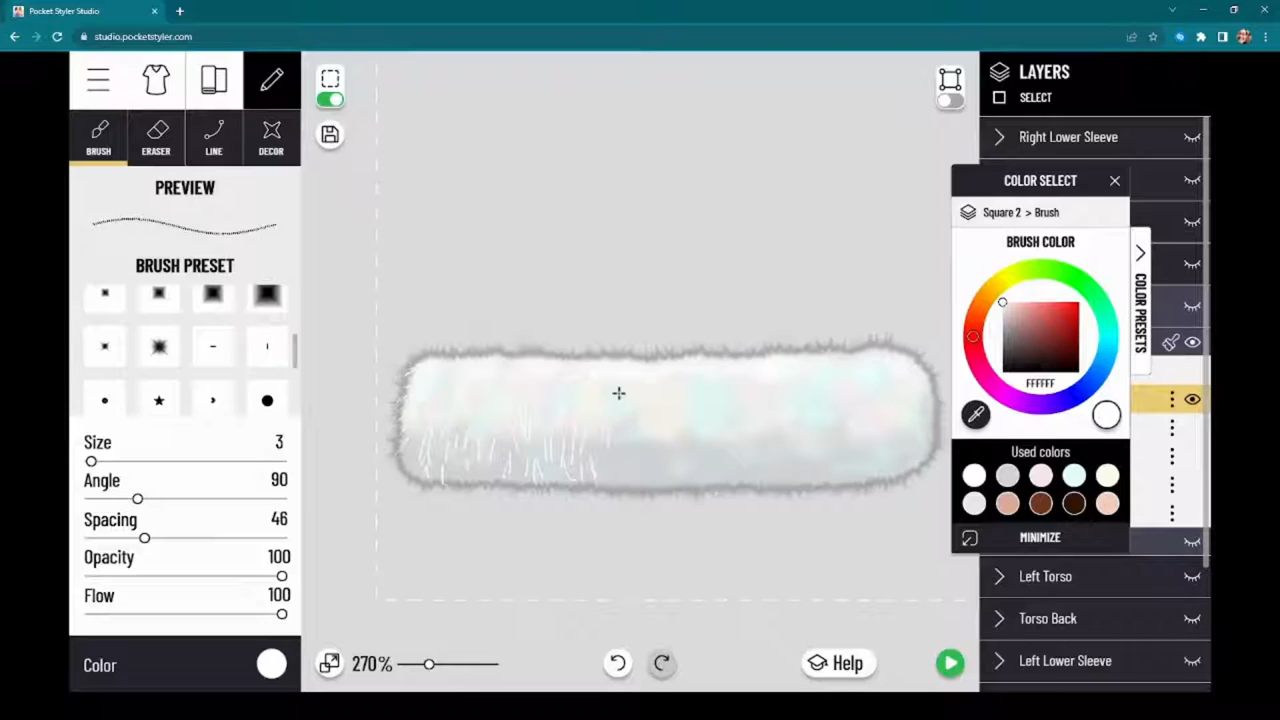 Pocket Styler Studio
studio.pocketstyler.com
BRUSH
ERASER
LINE
DECOR
PREVIEW
BRUSH PRESET
Size 3
Angle 90
Spacing 46
Opacity 100
Flow 100
Color
270%
Help
LAYERS
SELECT
Right Lower Sleeve
COLOR SELECT
Square 2 > Brush
BRUSH COLOR
FFFFFF
COLOR PRESETS
Used colors
MINIMIZE
Left Torso
Torso Back
Left Lower Sleeve